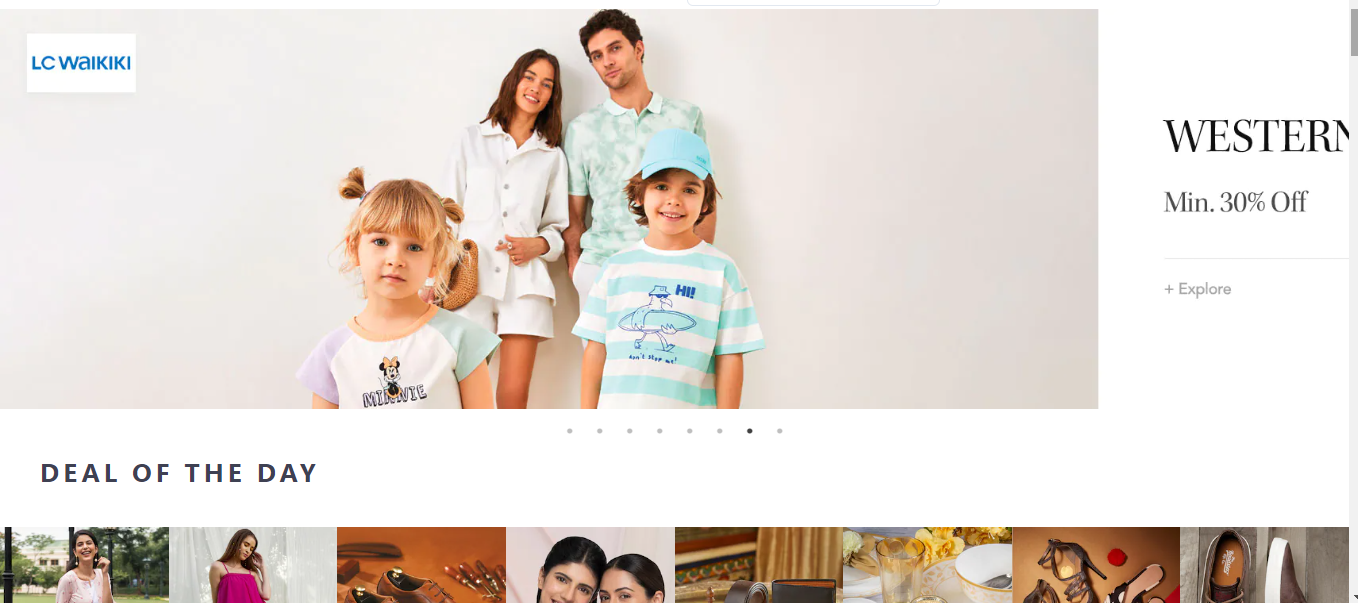 LC WAIKIKI
WESTERN
Min. 30% Off
+ Explore
HI!
don't stop me!
MINNIE
DEAL OF THE DAY